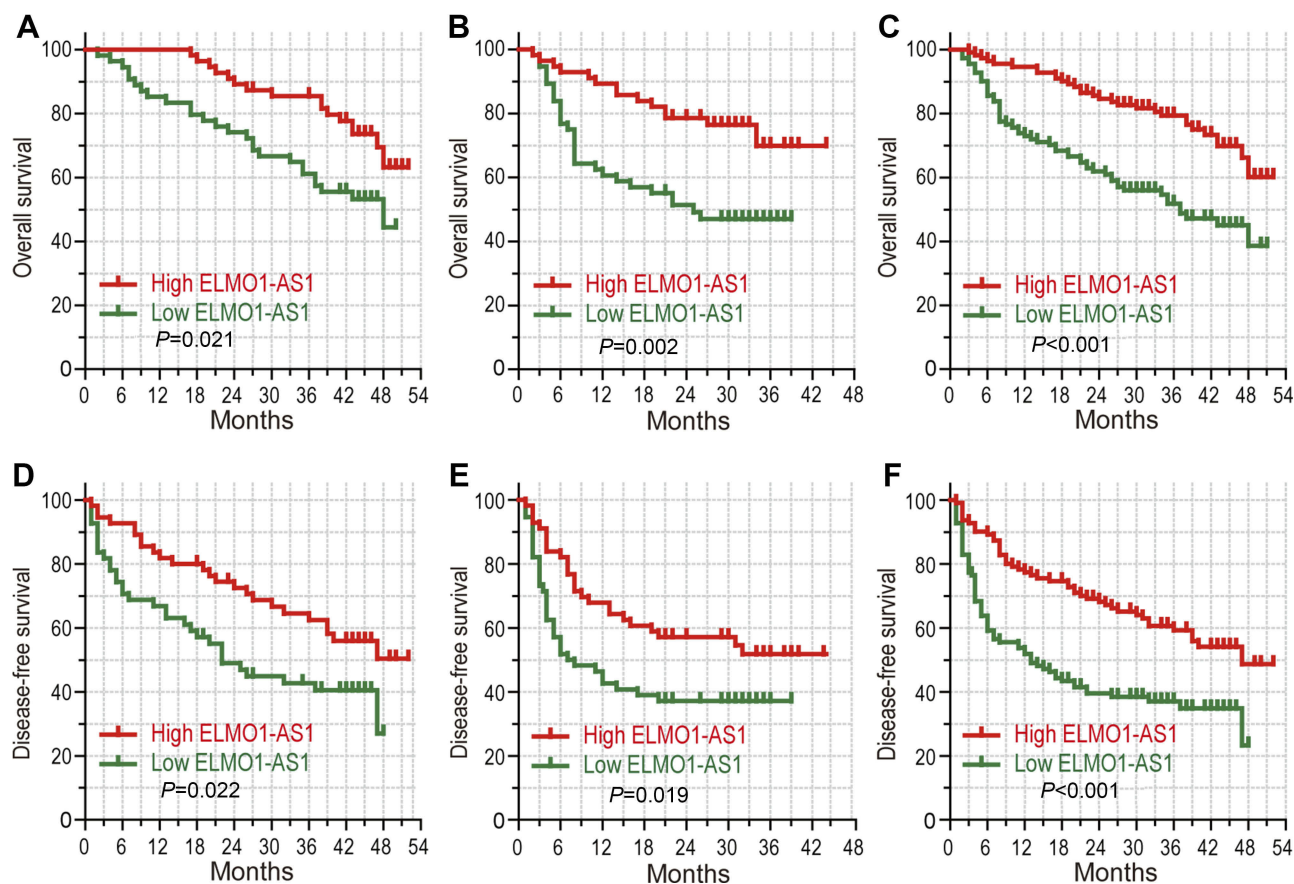 A
Overall survival
100
80
60
40
20
0
High ELMO1-AS1
Low ELMO1-AS1
P=0.021
0 6 12 18 24 30 36 42 48 54
Months
B
Overall survival
100
80
60
40
20
0
High ELMO1-AS1
Low ELMO1-AS1
P=0.002
0 6 12 18 24 30 36 42 48
Months
C
Overall survival
100
80
60
40
20
0
High ELMO1-AS1
Low ELMO1-AS1
P<0.001
0 6 12 18 24 30 36 42 48 54
Months
D
Disease-free survival
100
80
60
40
20
0
High ELMO1-AS1
Low ELMO1-AS1
P=0.022
0 6 12 18 24 30 36 42 48 54
Months
E
Disease-free survival
100
80
60
40
20
0
High ELMO1-AS1
Low ELMO1-AS1
P=0.019
0 6 12 18 24 30 36 42 48
Months
F
Disease-free survival
100
80
60
40
20
0
High ELMO1-AS1
Low ELMO1-AS1
P<0.001
0 6 12 18 24 30 36 42 48 54
Months